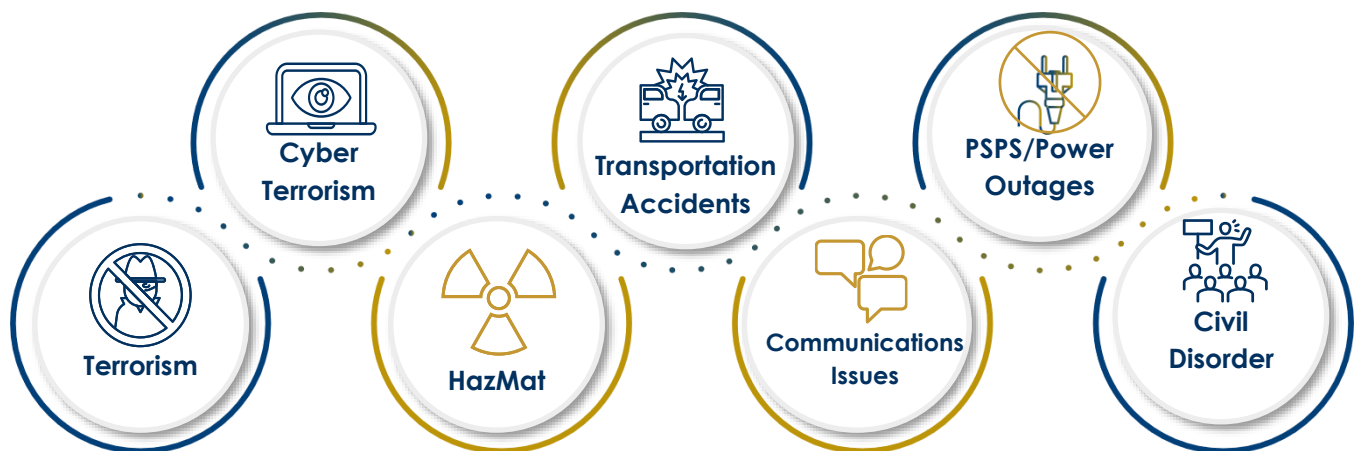 Cyber
Terrorism
Transportation
Accidents
PSPS/Power
Outages
Terrorism
HazMat
Communications
Issues
Civil
Disorder